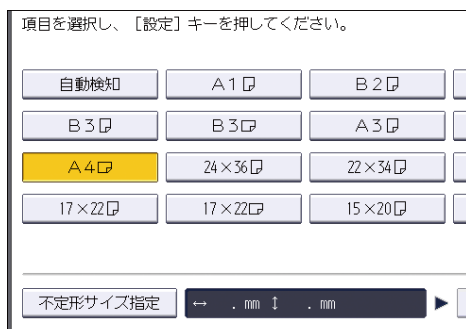 項目を選択し、［設定］キーを押してください。
自動検知 A1 B2
B3 B3 A3
A4 24×36 22×34
17×22 17×22 15×20
不定形サイズ指定 ↔ . mm ↕ . mm ▶